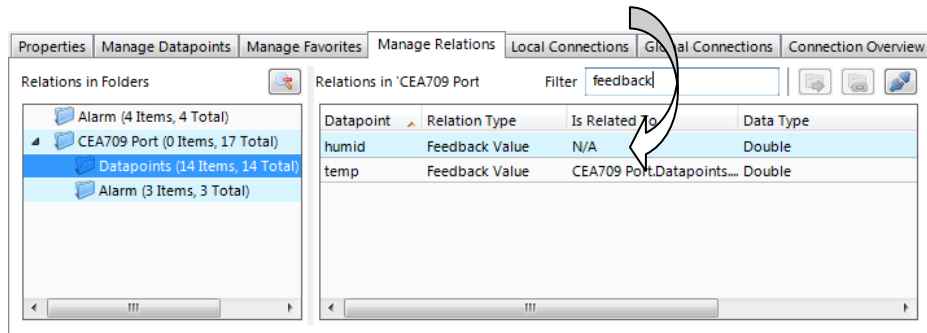 Properties Manage Datapoints Manage Favorites Manage Relations Local Connections Global Connections Connection Overview
Relations in Folders
Relations in 'CEA709 Port Filter feedback
Alarm (4 Items, 4 Total)
CEA709 Port (0 Items, 17 Total)
Datapoints (14 Items, 14 Total)
Alarm (3 Items, 3 Total)
Datapoint Relation Type Is Related To Data Type
humid Feedback Value N/A Double
temp Feedback Value CEA709 Port.Datapoints.... Double